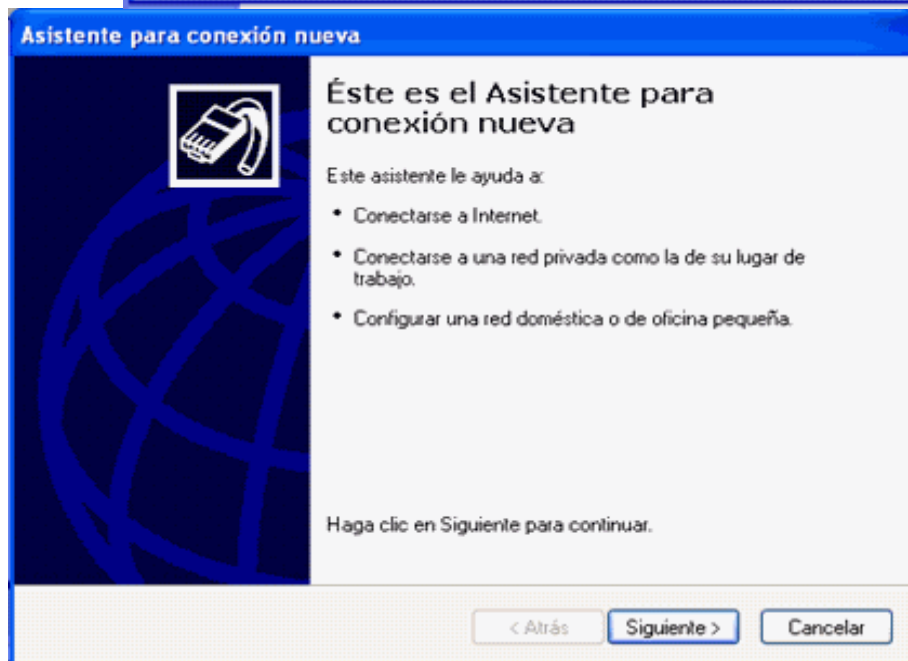 Asistente para conexión nueva
Éste es el Asistente para
conexión nueva
Este asistente le ayuda a:
• Conectarse a Internet.
• Conectarse a una red privada como la de su lugar de
trabajo.
• Configurar una red doméstica o de oficina pequeña.
Haga clic en Siguiente para continuar.
< Atrás Siguiente > Cancelar